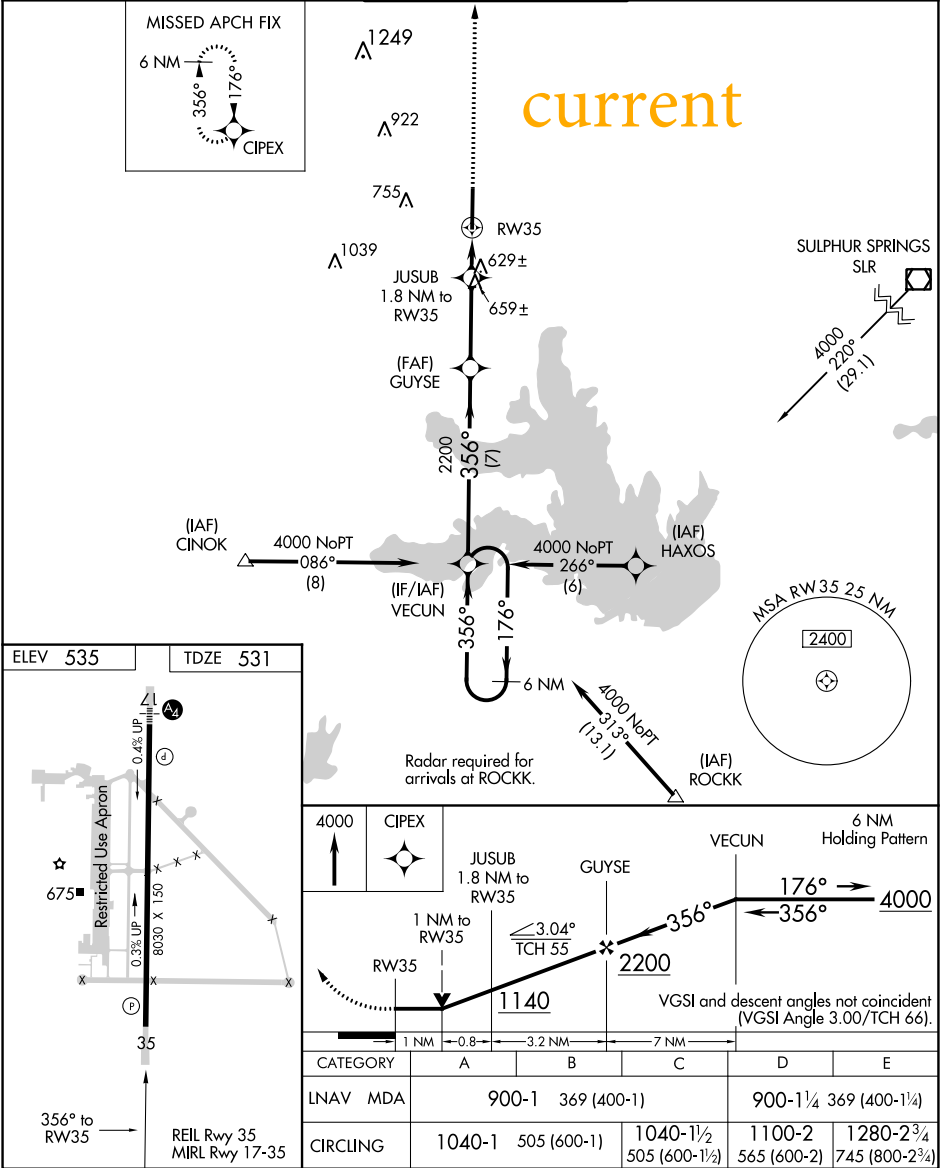 MISSED APCH FIX
6 NM
356°
176°
CIPEX
1249
922
755
1039
current
RW35
629±
JUSUB
1.8 NM to
RW35
659±
SULPHUR SPRINGS
SLR
4000
220°
(29.1)
(FAF)
GUYSE
2200
356°
(7)
(IAF)
CINOK
4000 NoPT
086°
(8)
(IF/IAF)
VECUN
4000 NoPT
266°
(6)
(IAF)
HAXOS
356°
176°
6 NM
4000 NoPT
313°
(13.1)
(IAF)
ROCKK
Radar required for
arrivals at ROCKK.
MSA RW35 25 NM
2400
ELEV 535
TDZE 531
17
A4
P
0.4% UP
Restricted Use Apron
675
0.3% UP
8030 X 150
X
X
X
X
X
X
X
X
P
35
356° to
RW35
REIL Rwy 35
MIRL Rwy 17-35
4000
CIPEX
JUSUB
1.8 NM to
RW35
GUYSE
VECUN
6 NM
Holding Pattern
1 NM to
RW35
RW35
3.04°
TCH 55
356°
176°
356°
4000
2200
1140
VGSI and descent angles not coincident
(VGSI Angle 3.00/TCH 66).
1 NM
0.8
3.2 NM
7 NM
CATEGORY A B C D E
LNAV MDA 900-1 369 (400-1) 900-1¼ 369 (400-1¼)
CIRCLING 1040-1 505 (600-1) 1040-1½ 505 (600-1½) 1100-2 565 (600-2) 1280-2¾ 745 (800-2¾)